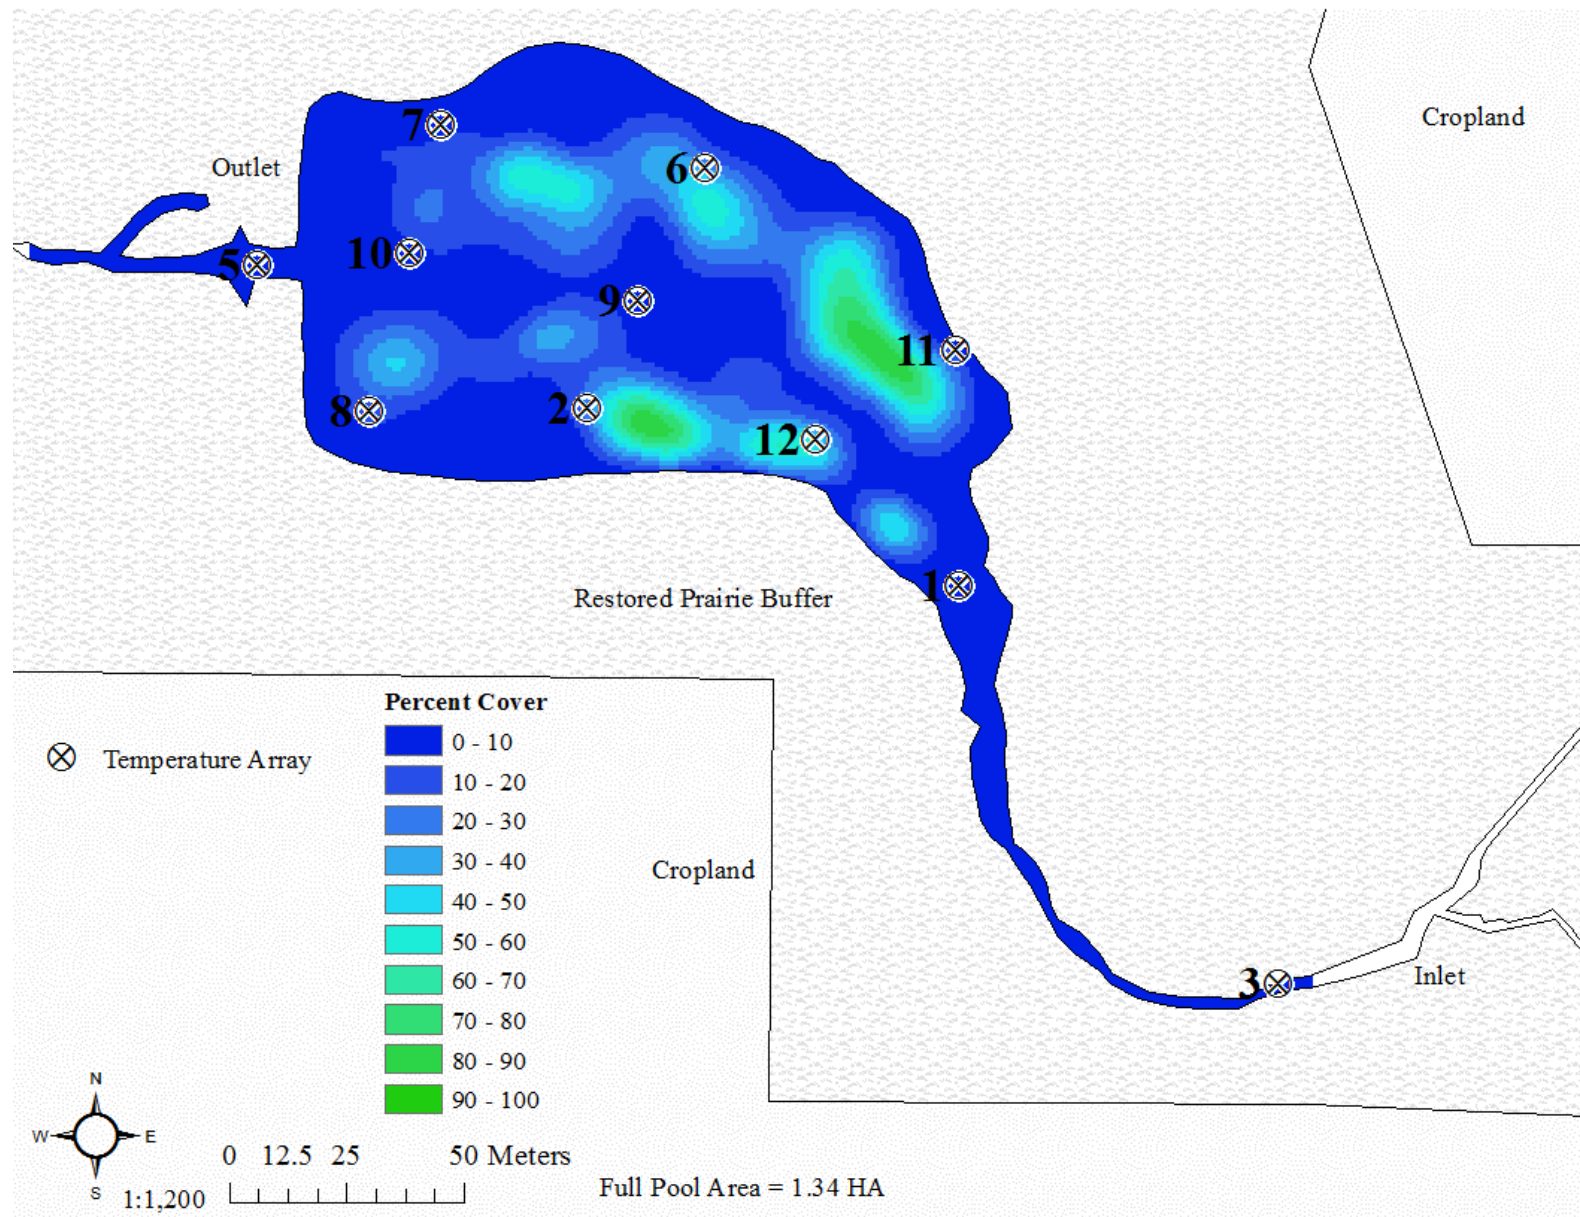 Cropland
7
Outlet
6
10
5
9
11
8
2
12
1
Restored Prairie Buffer
Percent Cover
0 - 10
10 - 20
20 - 30
30 - 40
40 - 50
50 - 60
60 - 70
70 - 80
80 - 90
90 - 100
Temperature Array
Cropland
3
Inlet
N
W E
S
0 12.5 25 50 Meters
1:1,200
Full Pool Area = 1.34 HA